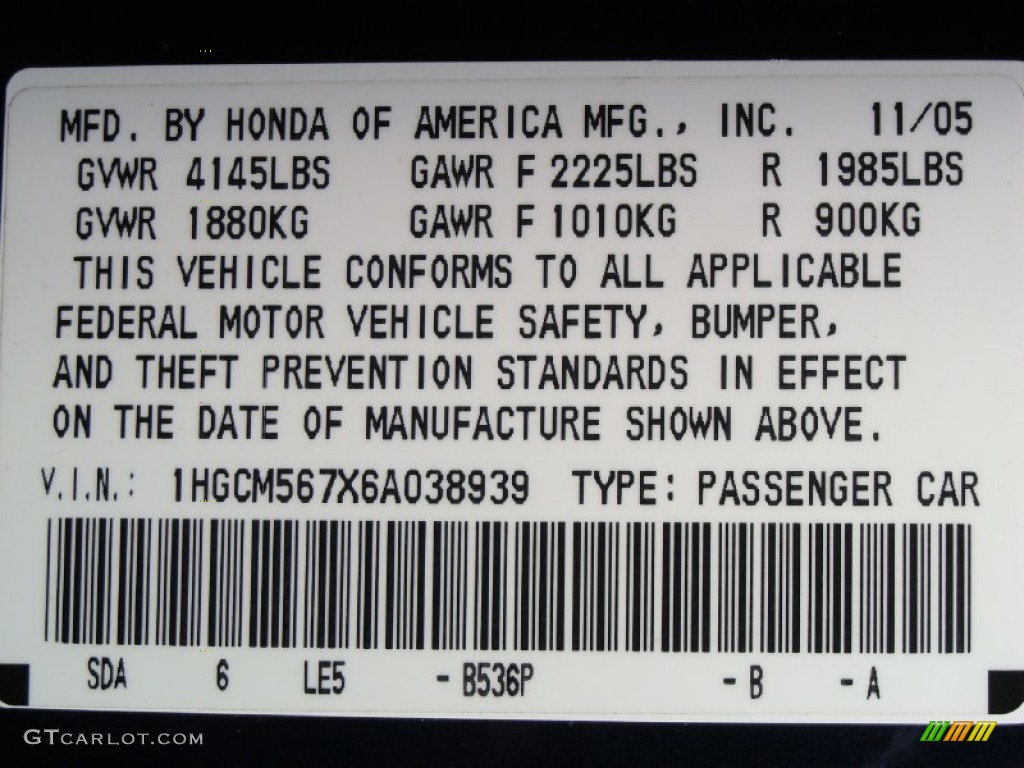 MFD. BY HONDA OF AMERICA MFG., INC. 11/05
GVWR 4145LBS GAWR F 2225LBS R 1985LBS
GVWR 1880KG GAWR F 1010KG R 900KG
THIS VEHICLE CONFORMS TO ALL APPLICABLE
FEDERAL MOTOR VEHICLE SAFETY, BUMPER,
AND THEFT PREVENTION STANDARDS IN EFFECT
ON THE DATE OF MANUFACTURE SHOWN ABOVE.
V.I.N.: 1HGCM567X6A038939 TYPE: PASSENGER CAR
SDA 6 LE5 - B536P - B - A
GTCARLOT.COM